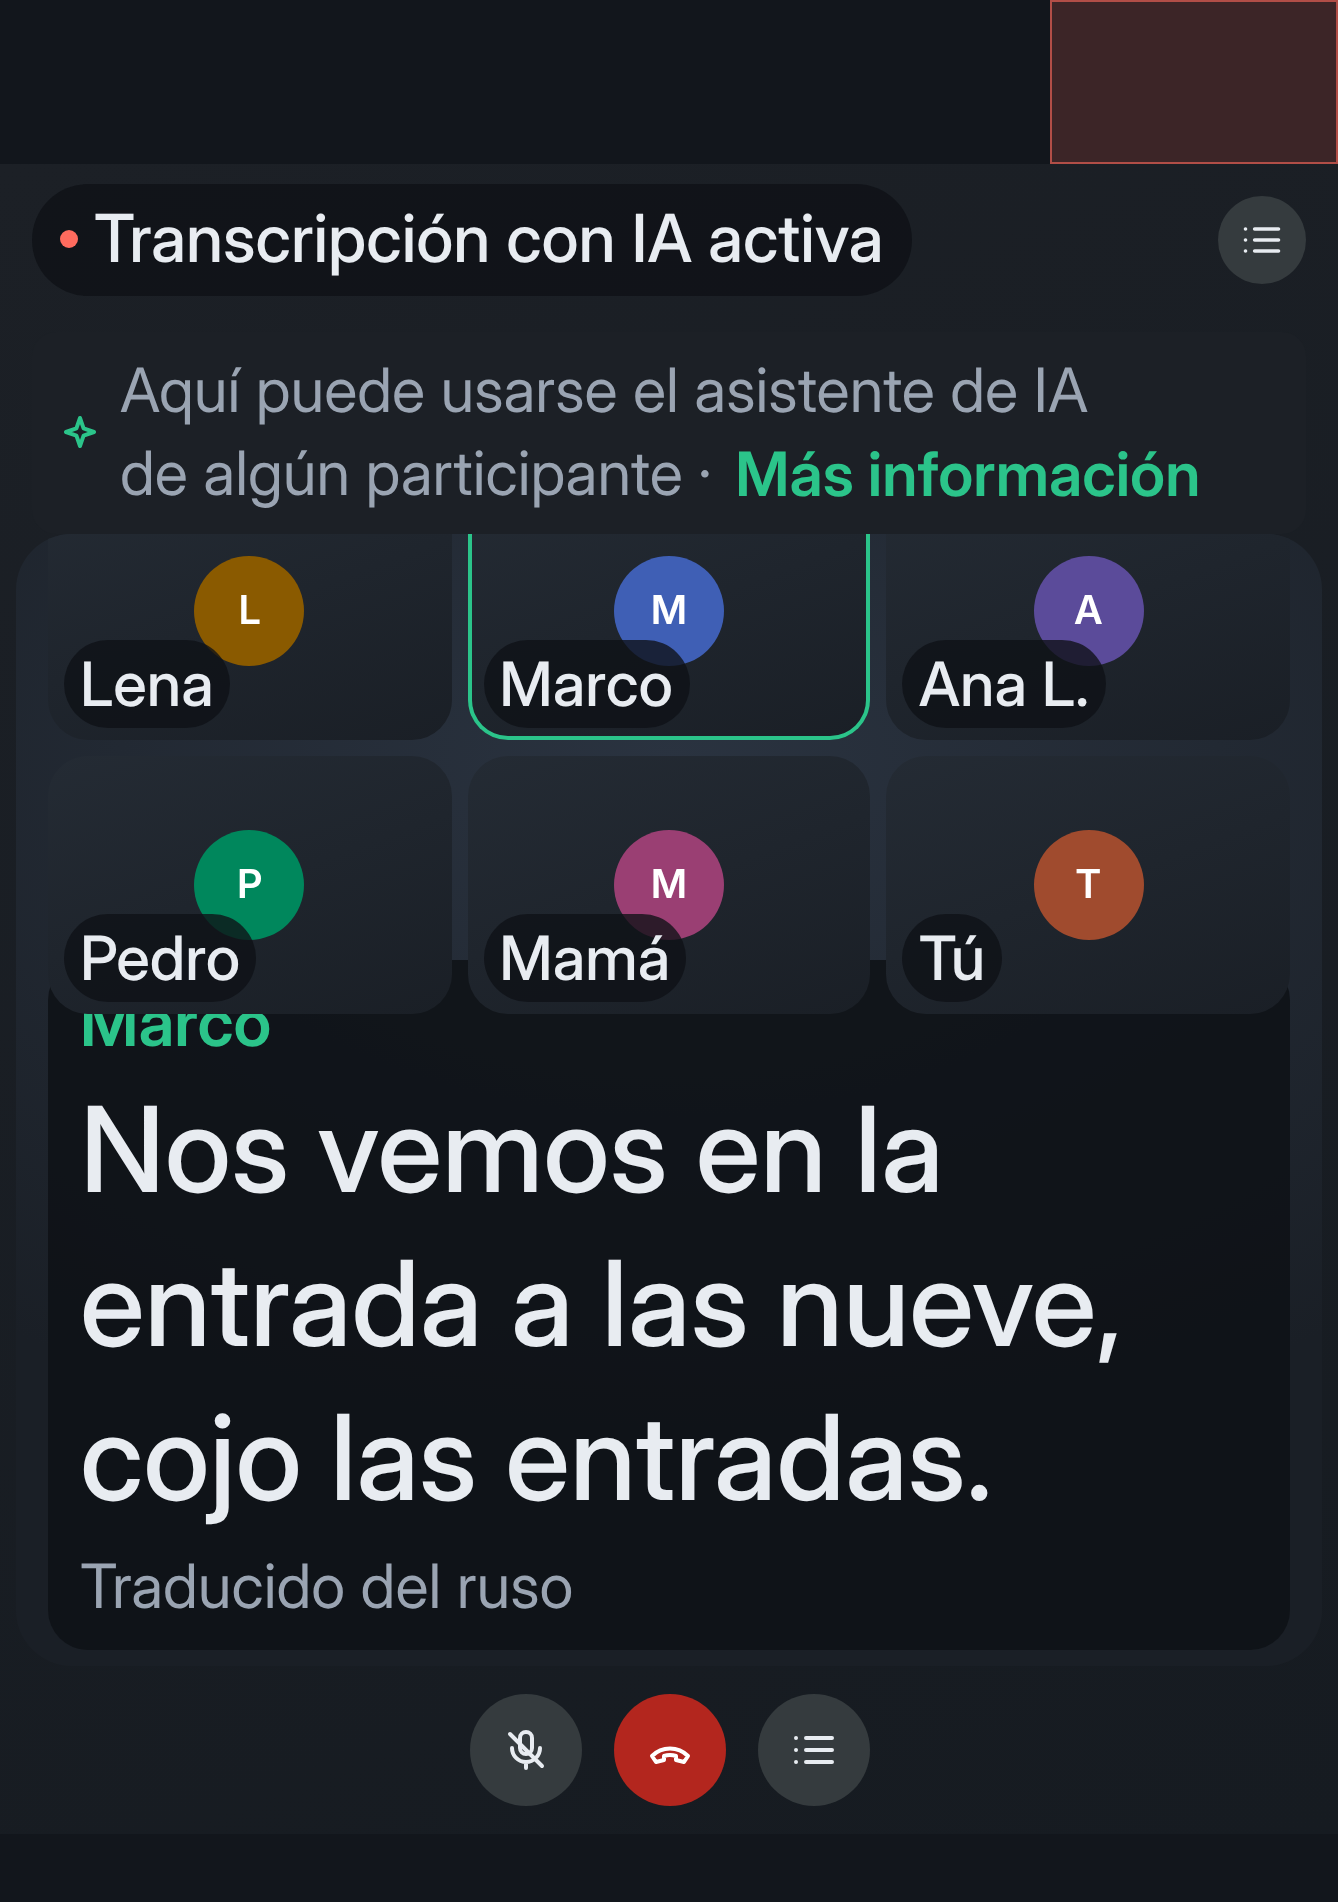 Transcripción con IA activa
Aquí puede usarse el asistente de IA
de algún participante · Más información
L
M
A
Lena
Marco
Ana L.
P
M
T
Pedro
Mamá
Tú
Marco
Nos vemos en la
entrada a las nueve,
cojo las entradas.
Traducido del ruso